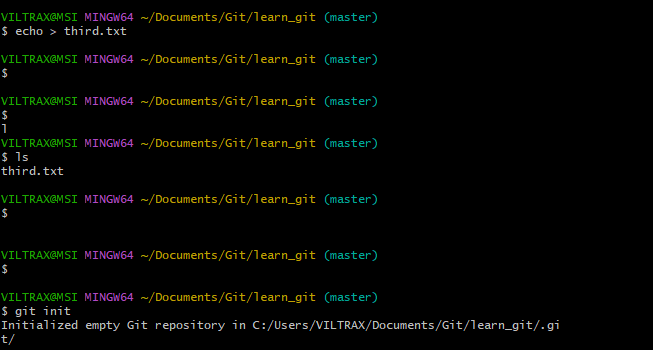 VILTRAX@MSI MINGW64 ~/Documents/Git/learn_git (master)
$ echo > third.txt
VILTRAX@MSI MINGW64 ~/Documents/Git/learn_git (master)
$
VILTRAX@MSI MINGW64 ~/Documents/Git/learn_git (master)
$
l
VILTRAX@MSI MINGW64 ~/Documents/Git/learn_git (master)
$ ls
third.txt
VILTRAX@MSI MINGW64 ~/Documents/Git/learn_git (master)
$
VILTRAX@MSI MINGW64 ~/Documents/Git/learn_git (master)
$
VILTRAX@MSI MINGW64 ~/Documents/Git/learn_git (master)
$ git init
Initialized empty Git repository in C:/Users/VILTRAX/Documents/Git/learn_git/.gi
t/